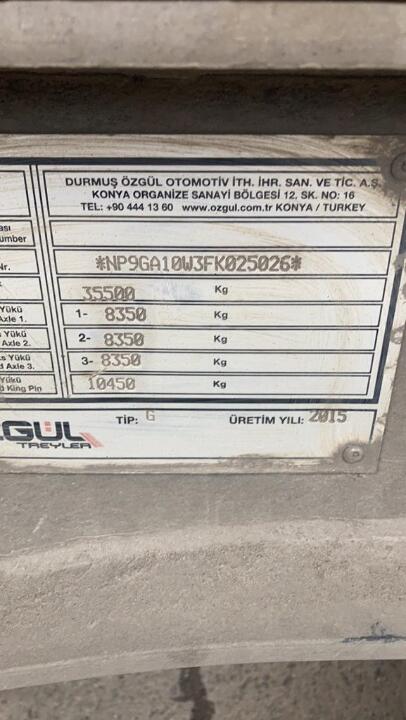 DURMUŞ ÖZGÜL OTOMOTİV İTH. İHR. SAN. VE TİC. A.Ş.
KONYA ORGANİZE SANAYİ BÖLGESİ 12, SK. NO: 16
TEL: +90 444 13 60 www.ozgul.com.tr KONYA / TURKEY
ası
umber
Nr. *NP9GA10W3FK025026*
35500 Kg
Yükü
Axle 1. 1- 8350 Kg
s Yükü
Axle 2. 2- 8350 Kg
s Yükü
d Axle 3. 3- 8350 Kg
Yükü
d King Pin 10450 Kg
ZGÜL TİP: G ÜRETİM YILI: 2015
TREYLER